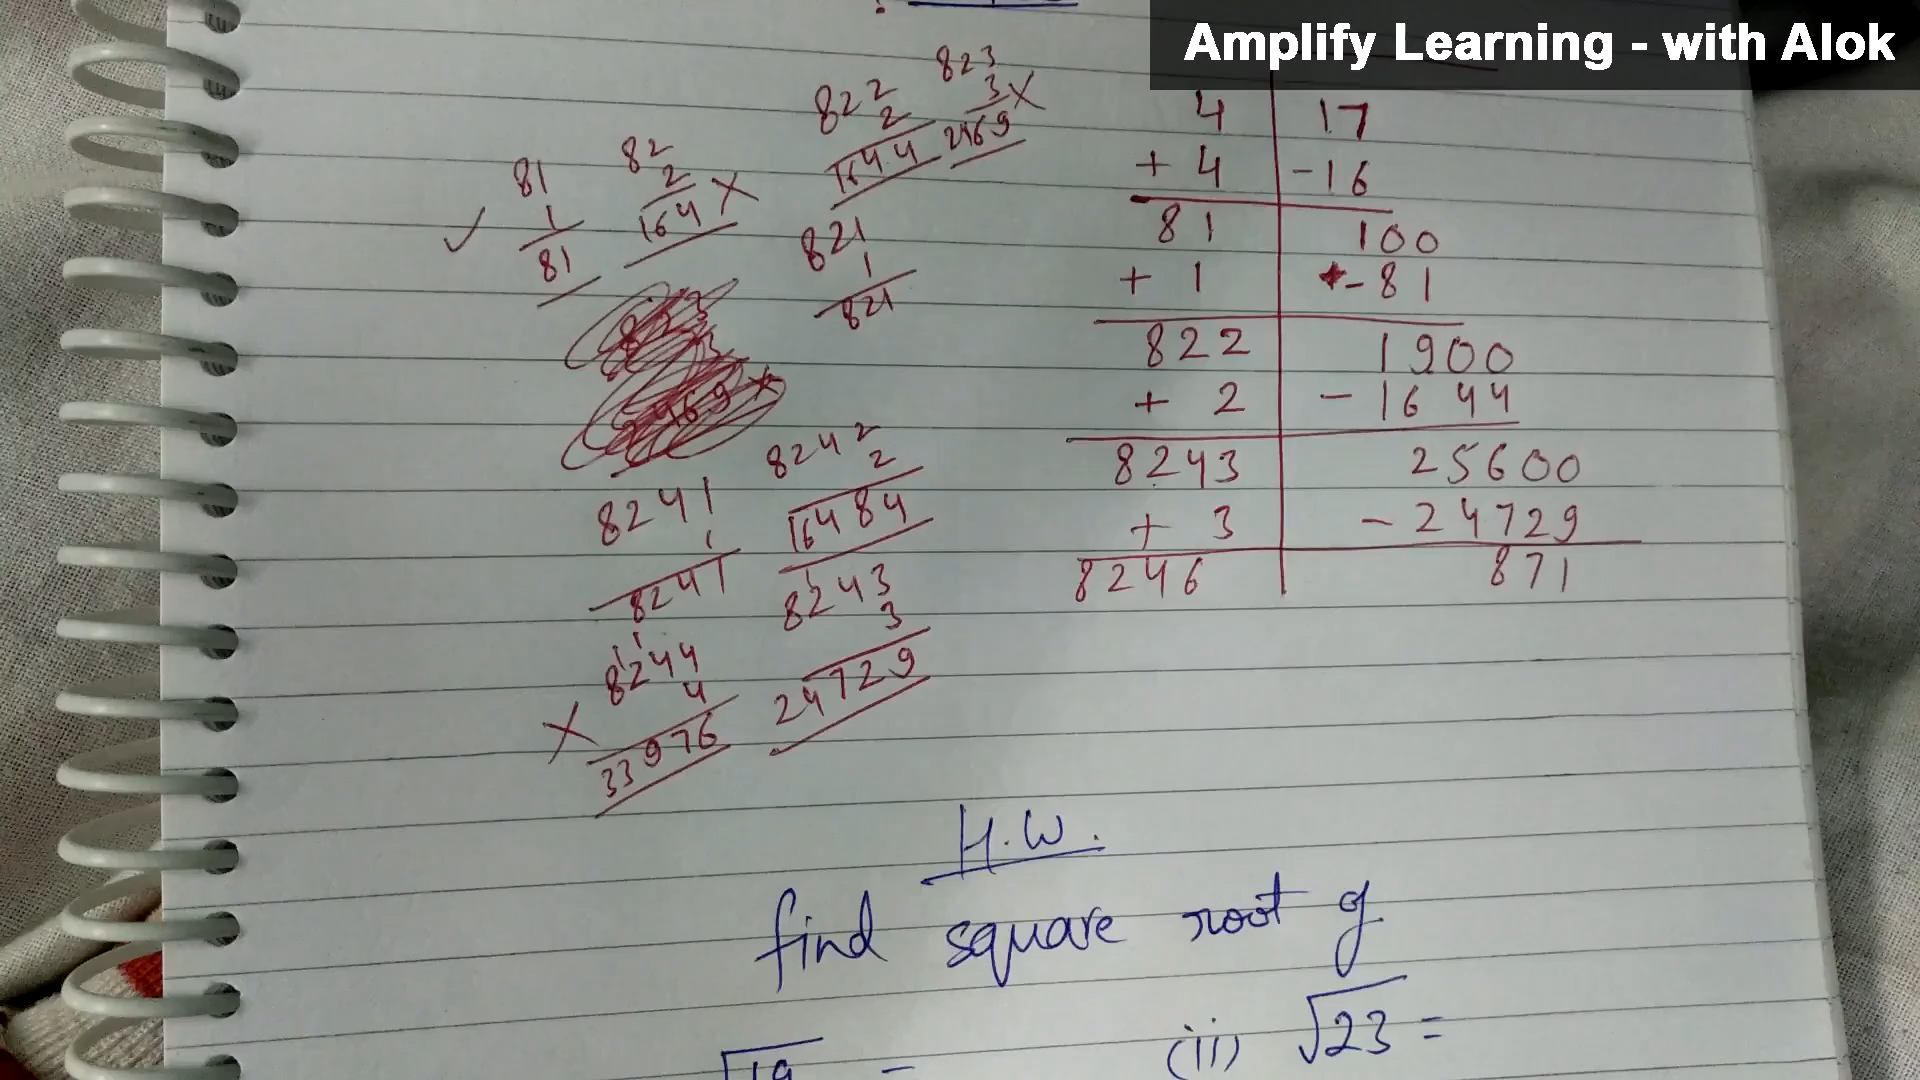 Amplify Learning - with Alok
4 | 17
+ 4 | -16
81 | 100
+ 1 | -81
822 | 1900
+ 2 | - 1644
8243 | 25600
+ 3 | - 24729
8246 | 871
81
1
81
82
2
164 X
822
2
1644
823
3 X
2469
821
1
821
8241
1
8241
8242
2
16484
8243
3
24729
8244
4
X
33976
H.W.
find square root of
√19 =
(ii) √23 =